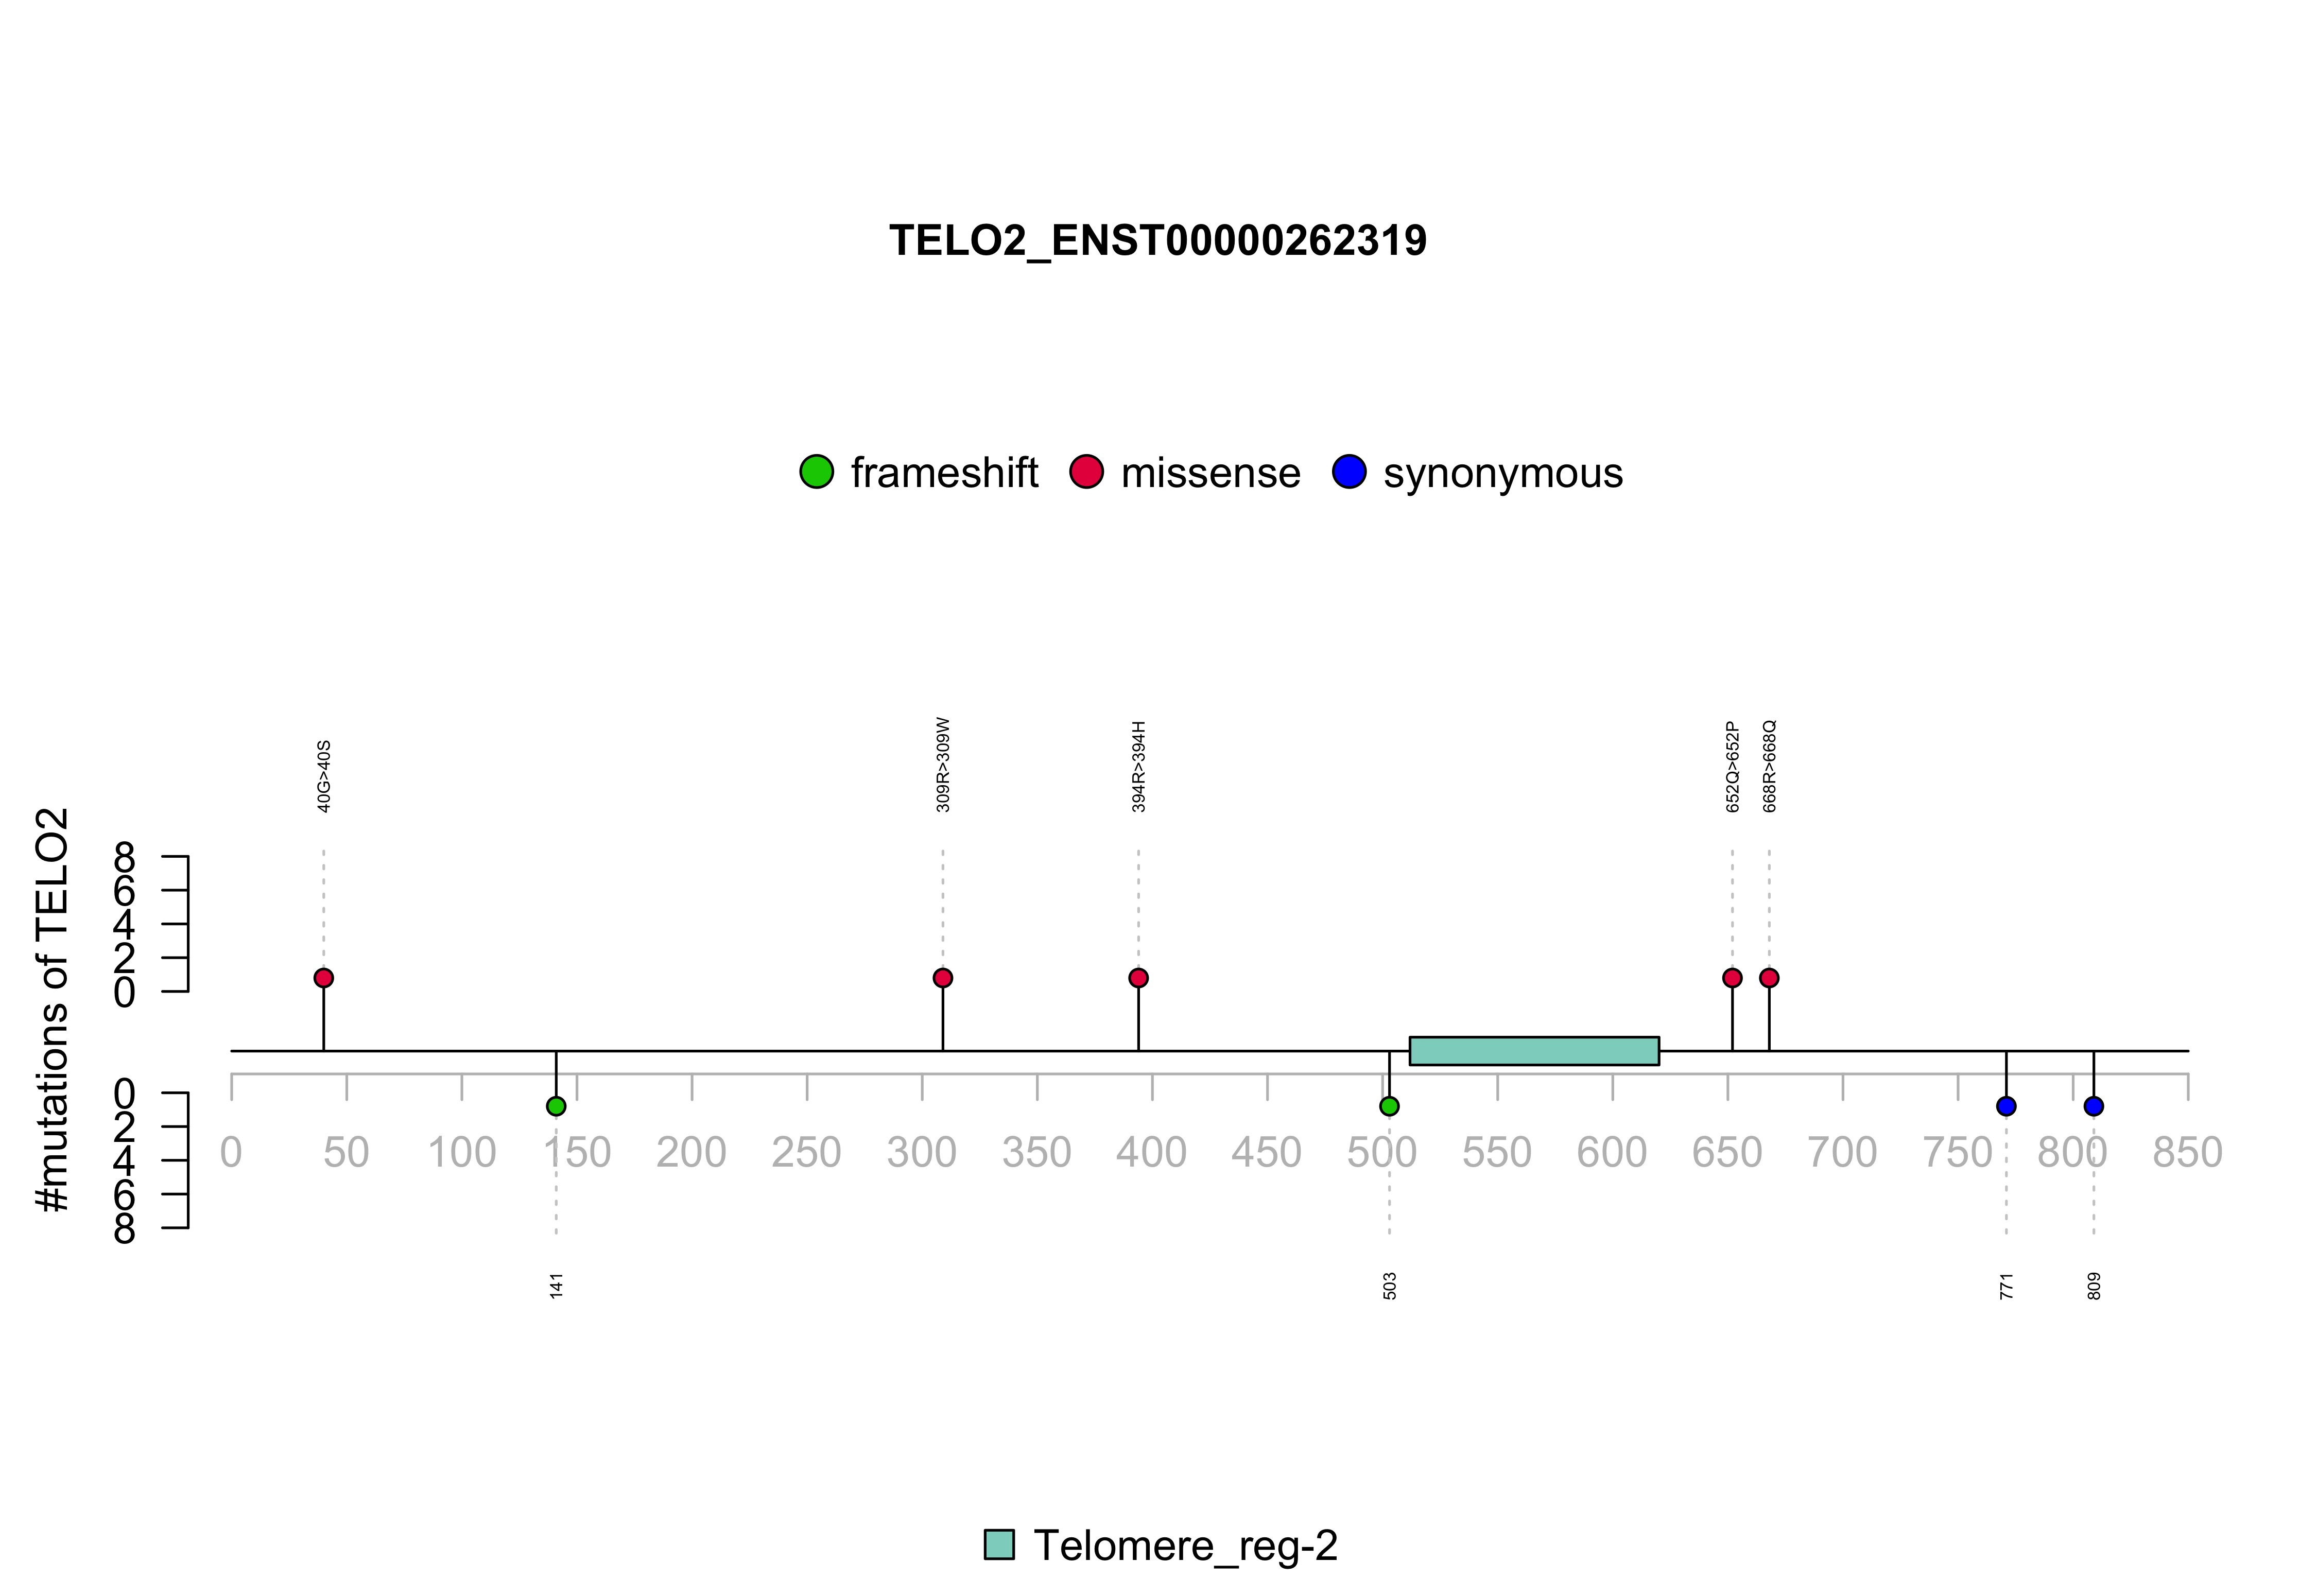 TELO2_ENST00000262319
frameshift missense synonymous
40G>40S 309R>309W 394R>394H 652Q>652P 668R>668Q
#mutations of TELO2
8
6
4
2
0
0
2
4
6
8
0 50 100 150 200 250 300 350 400 450 500 550 600 650 700 750 800 850
141 503 771 809
Telomere_reg-2